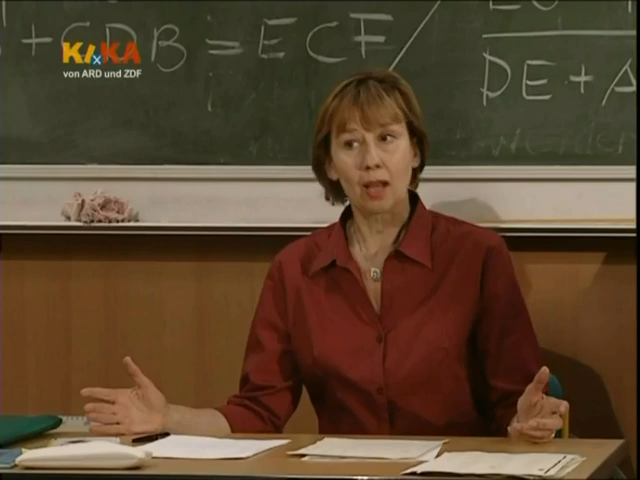 + CDB = ECF /
DE + A
KiKA
von ARD und ZDF